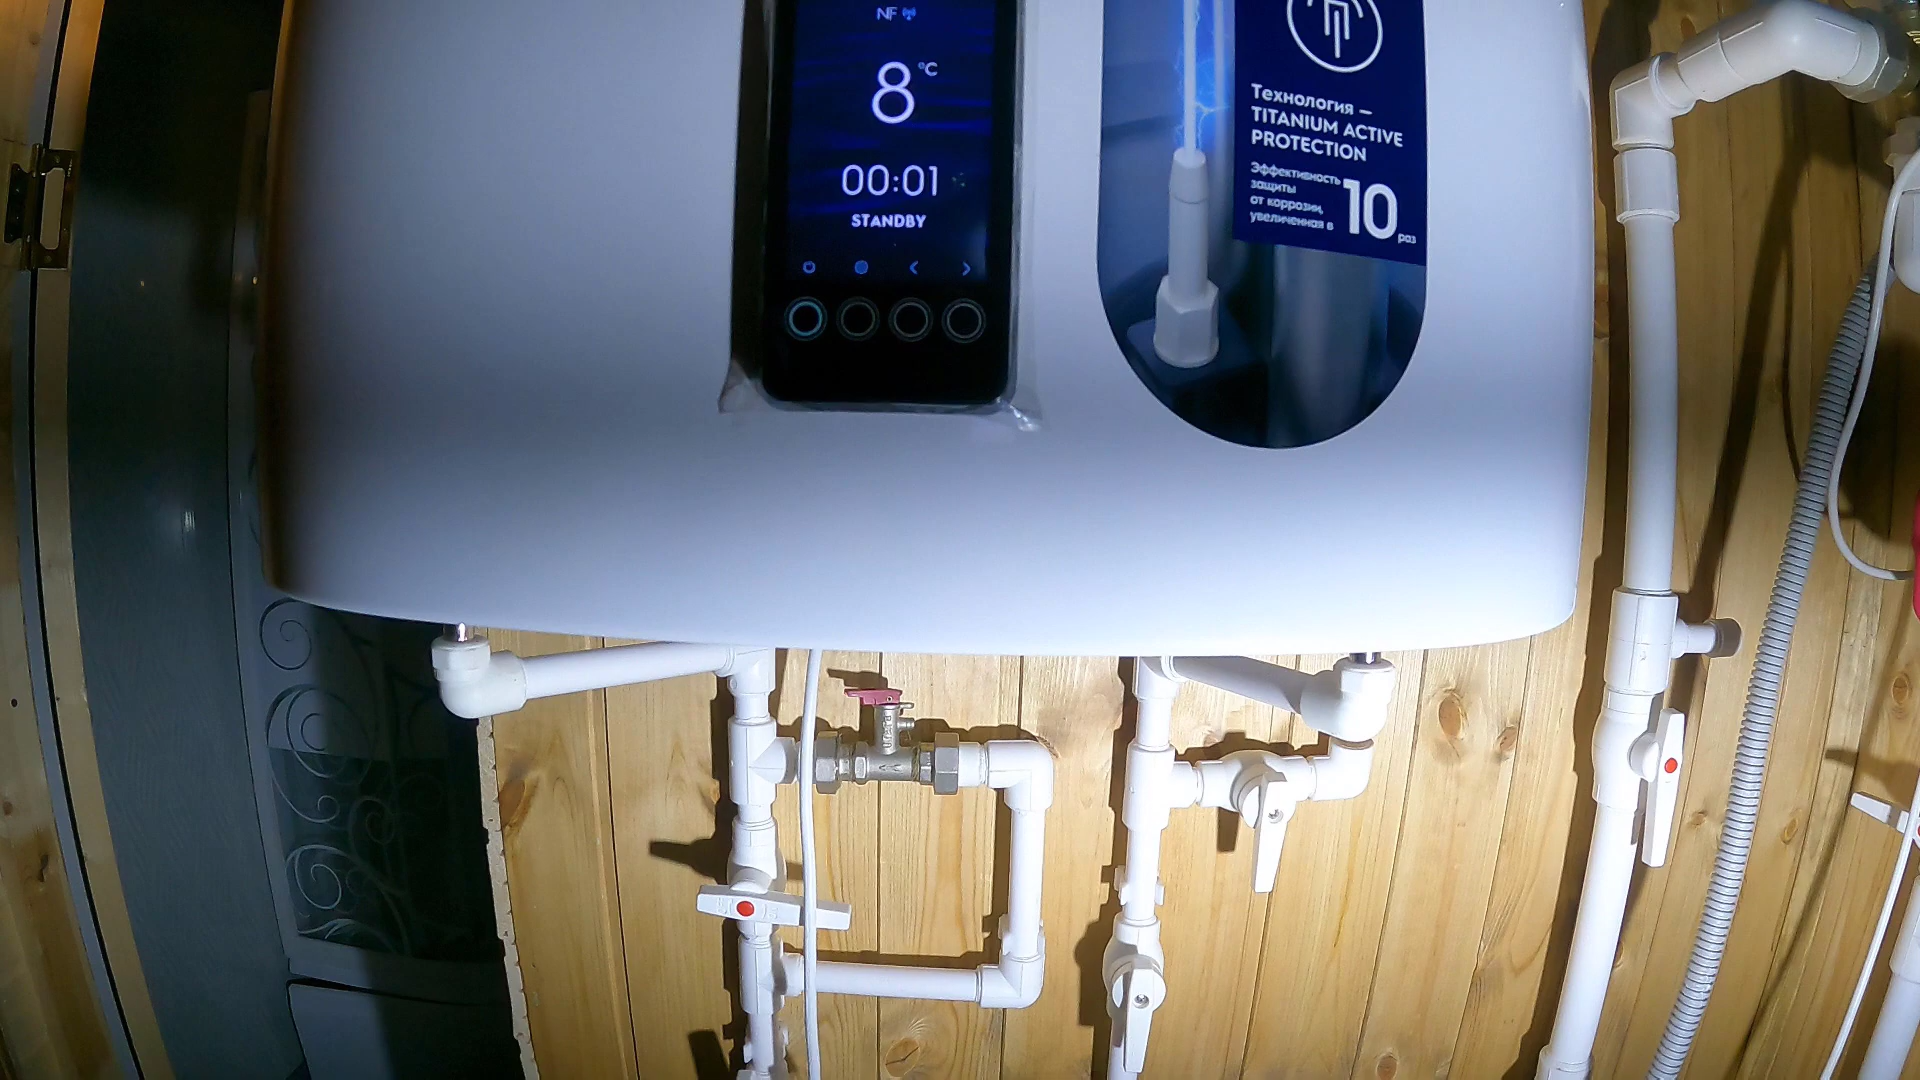 NF
8 °C
00:01
STANDBY
Технология —
TITANIUM ACTIVE
PROTECTION
Эффективность
защиты
от коррозии,
увеличенная в
10 раз